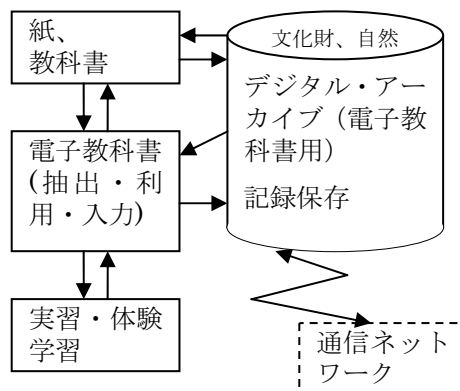 紙、
教科書
電子教科書
(抽出・利
用・入力)
実習・体験
学習
文化財、自然
デジタル・アー
カイブ（電子教
科書用）
記録保存
通信ネット
ワーク